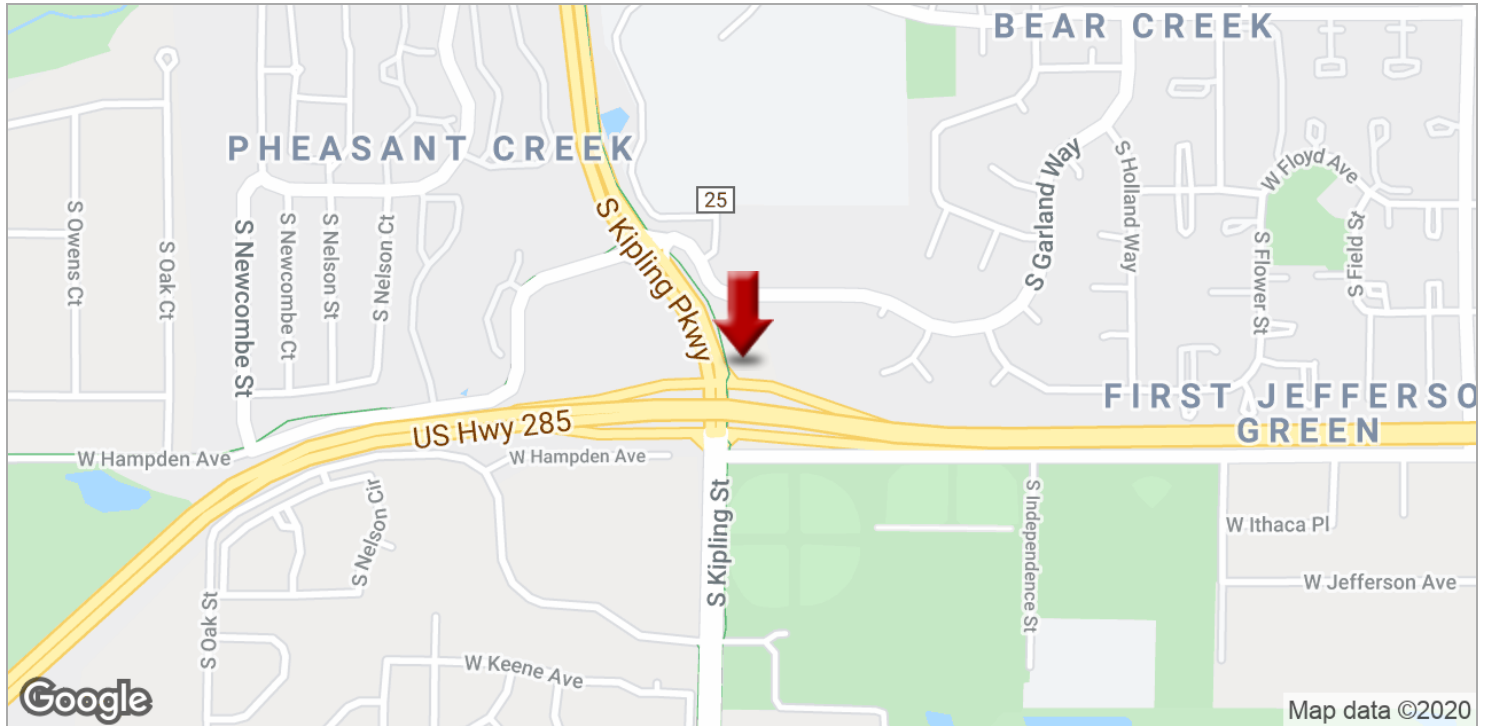 BEAR CREEK
PHEASANT CREEK
25
S Kipling Pkwy
S Garland Way
S Holland Way
W Floyd Ave
S Flower St
S Field St
S Owens Ct
S Oak Ct
S Newcombe St
S Newcombe Ct
S Nelson St
S Nelson Ct
FIRST JEFFERSO
GREEN
US Hwy 285
W Hampden Ave
W Hampden Ave
S Nelson Cir
S Oak St
S Kipling St
S Independence St
W Ithaca Pl
W Jefferson Ave
W Keene Ave
Google
Map data ©2020